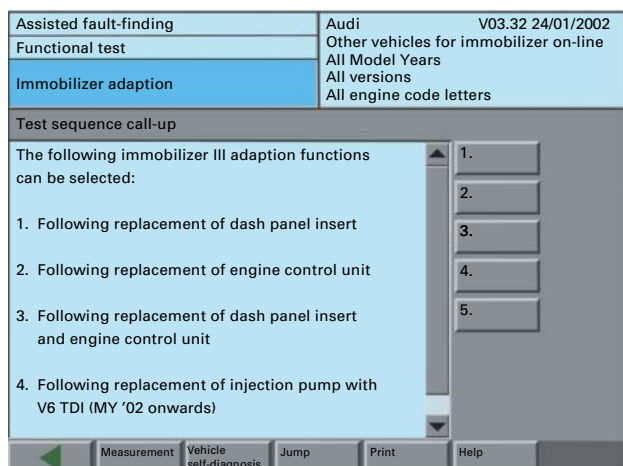 Assisted fault-finding
Functional test
Immobilizer adaption
Audi V03.32 24/01/2002
Other vehicles for immobilizer on-line
All Model Years
All versions
All engine code letters
Test sequence call-up
The following immobilizer III adaption functions
can be selected:
1. Following replacement of dash panel insert
2. Following replacement of engine control unit
3. Following replacement of dash panel insert
and engine control unit
4. Following replacement of injection pump with
V6 TDI (MY '02 onwards)
1.
2.
3.
4.
5.
Measurement
Vehicle
self-diagnosis
Jump
Print
Help